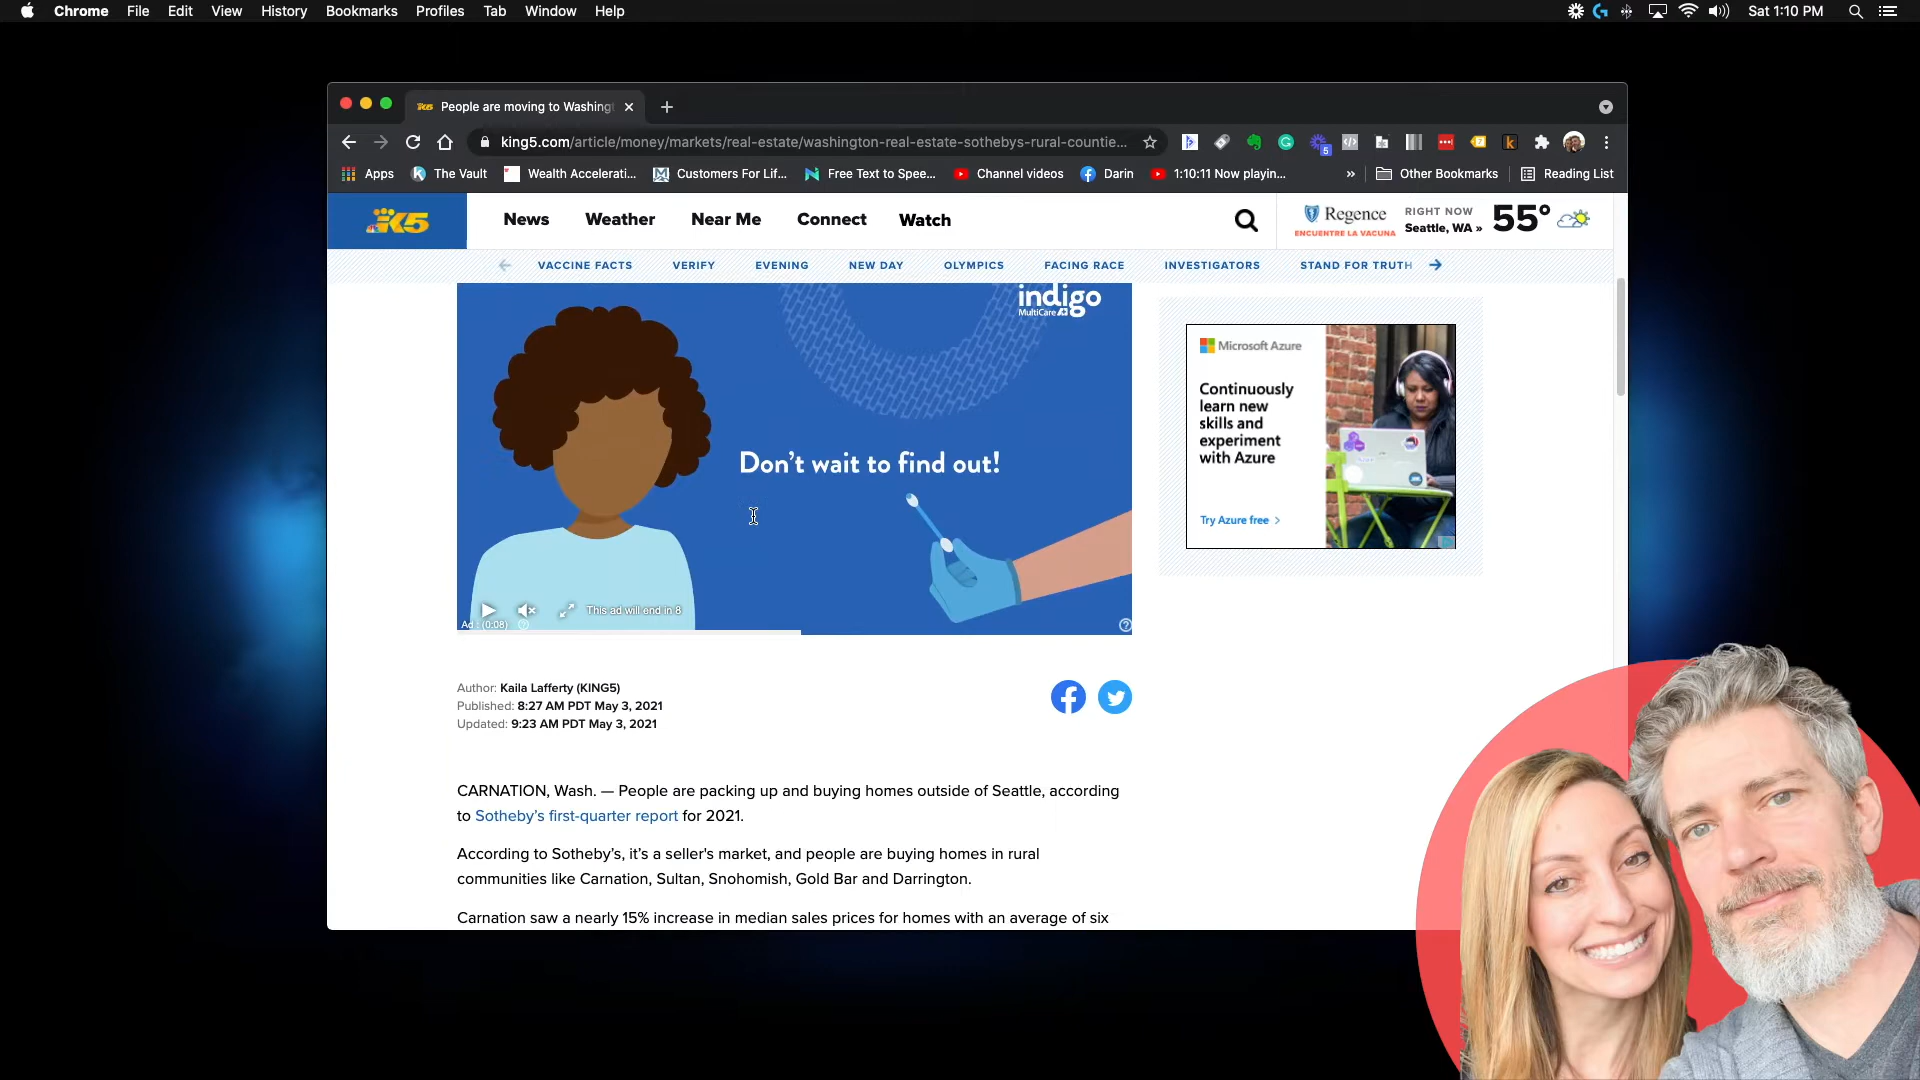 Chrome File Edit View History Bookmarks Profiles Tab Window Help Sat 1:10 PM
People are moving to Washingt
king5.com/article/money/markets/real-estate/washington-real-estate-sothebys-rural-countie...
5
Apps The Vault Wealth Accelerati... Customers For Lif... Free Text to Spee... Channel videos Darin 1:10:11 Now playin... » Other Bookmarks Reading List
K5 News Weather Near Me Connect Watch
Regence
ENCUENTRE LA VACUNA
RIGHT NOW
Seattle, WA »
55°
VACCINE FACTS VERIFY EVENING NEW DAY OLYMPICS FACING RACE INVESTIGATORS STAND FOR TRUTH
indigo
MultiCare
Don't wait to find out!
This ad will end in 8
Ad : (0:08)
Microsoft Azure
Continuously
learn new
skills and
experiment
with Azure
Try Azure free >
Author: Kaila Lafferty (KING5)
Published: 8:27 AM PDT May 3, 2021
Updated: 9:23 AM PDT May 3, 2021
CARNATION, Wash. — People are packing up and buying homes outside of Seattle, according
to Sotheby's first-quarter report for 2021.
According to Sotheby's, it's a seller's market, and people are buying homes in rural
communities like Carnation, Sultan, Snohomish, Gold Bar and Darrington.
Carnation saw a nearly 15% increase in median sales prices for homes with an average of six